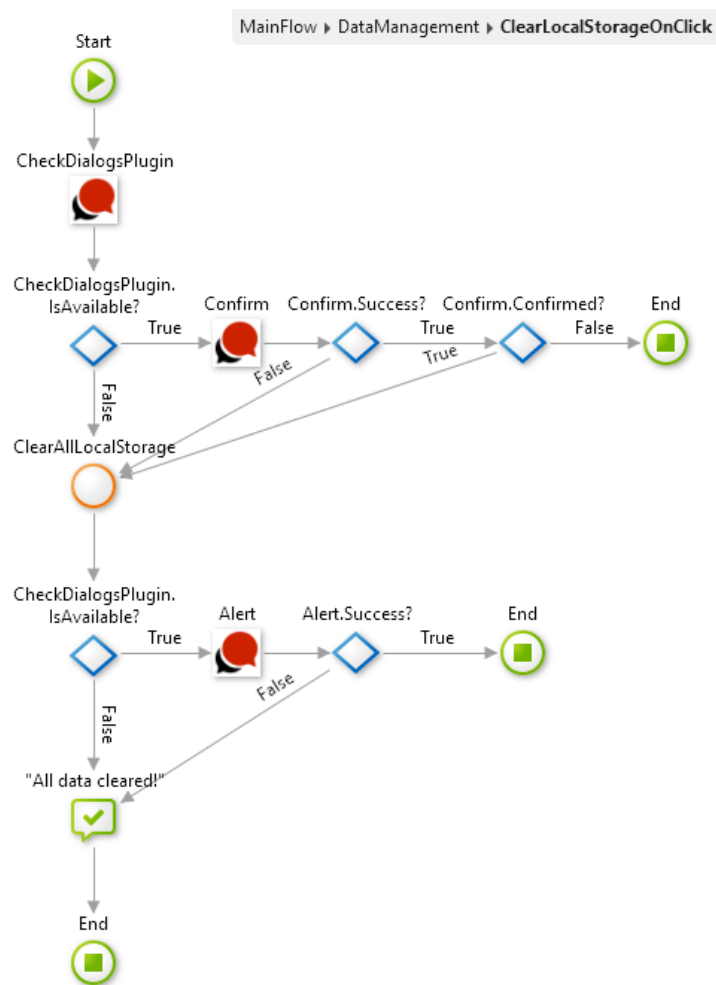 MainFlow ▸ DataManagement ▸ ClearLocalStorageOnClick
Start
CheckDialogsPlugin
CheckDialogsPlugin.
IsAvailable?
True
Confirm
Confirm.Success?
True
Confirm.Confirmed?
False
End
False
False
True
ClearAllLocalStorage
CheckDialogsPlugin.
IsAvailable?
True
Alert
Alert.Success?
True
End
False
False
"All data cleared!"
End